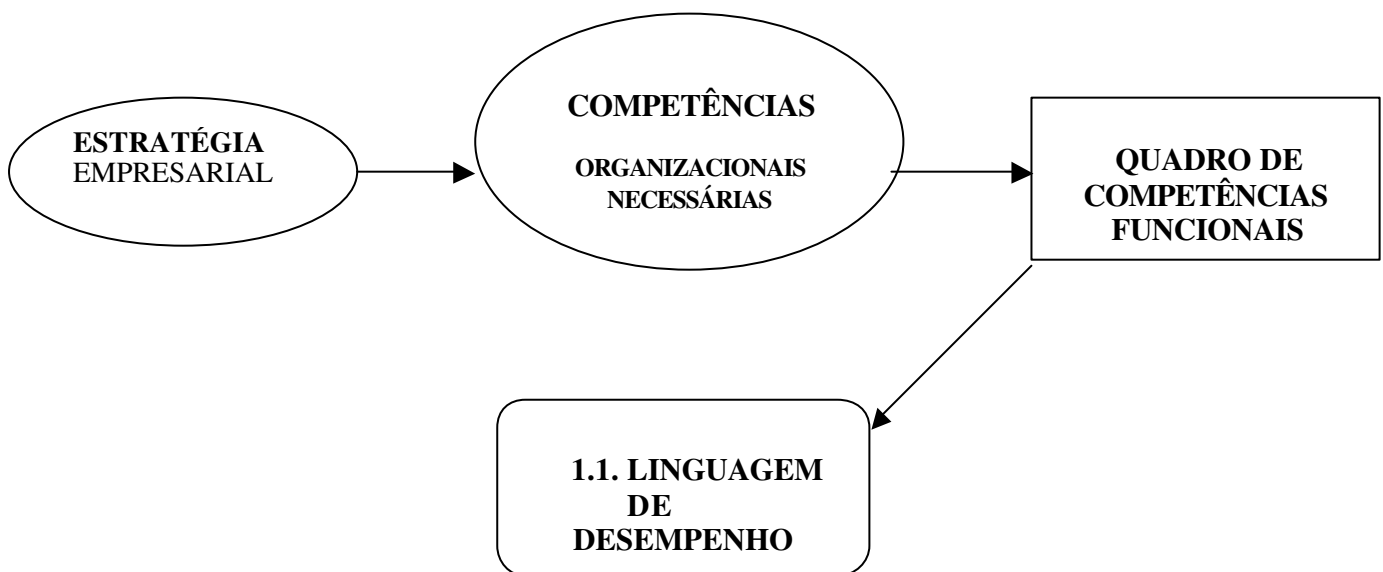 ESTRATÉGIA
EMPRESARIAL
COMPETÊNCIAS
ORGANIZACIONAIS
NECESSÁRIAS
QUADRO DE
COMPETÊNCIAS
FUNCIONAIS
1.1. LINGUAGEM
DE
DESEMPENHO